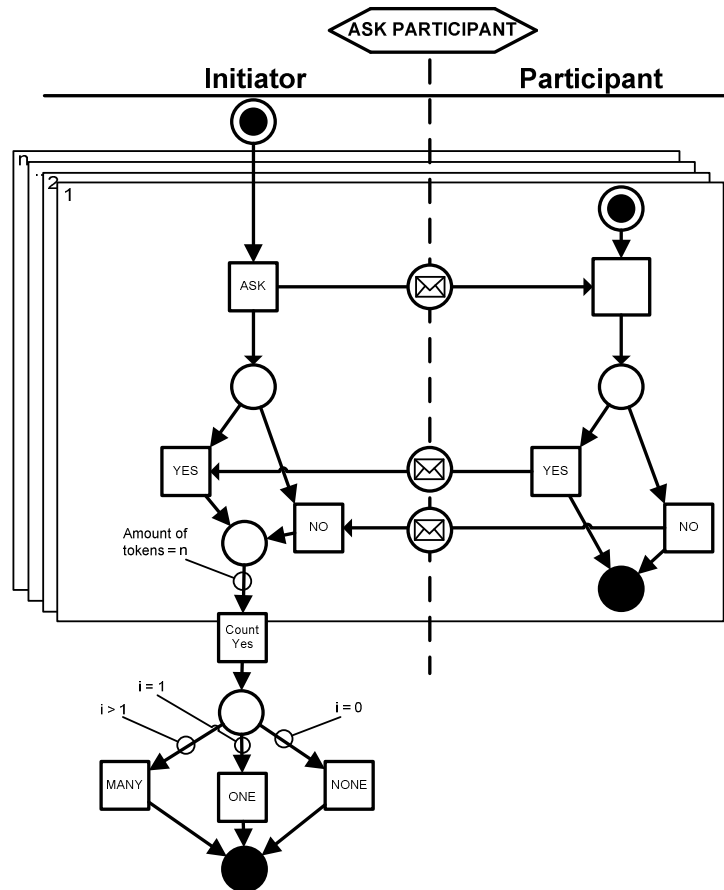 ASK PARTICIPANT
Initiator
Participant
n
..
2
1
ASK
YES
YES
NO
NO
Amount of
tokens = n
Count
Yes
i = 1
i > 1
i = 0
MANY
ONE
NONE